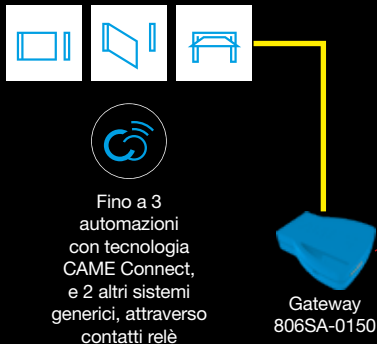 Fino a 3
automazioni
con tecnologia
CAME Connect,
e 2 altri sistemi
generici, attraverso
contatti relè
Gateway
806SA-0150